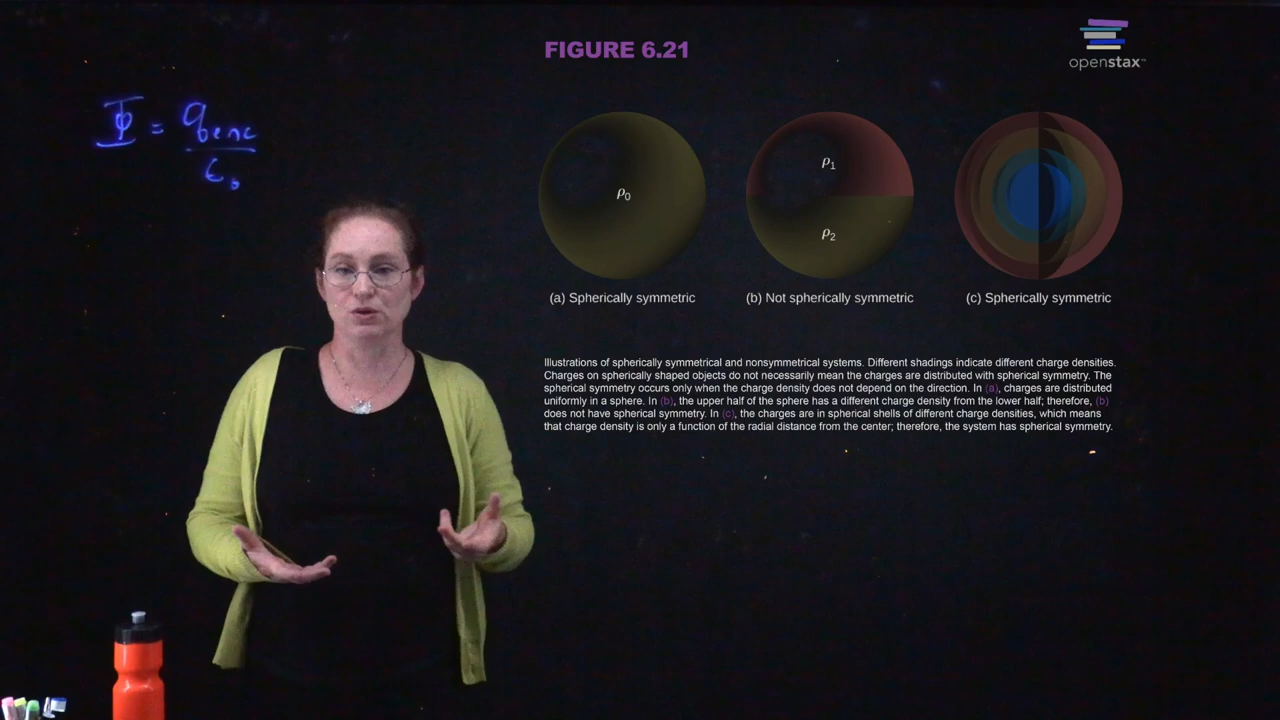 FIGURE 6.21
openstax™
Φ = qenc
ϵ0
ρ0
ρ1
ρ2
(a) Spherically symmetric
(b) Not spherically symmetric
(c) Spherically symmetric
Illustrations of spherically symmetrical and nonsymmetrical systems. Different shadings indicate different charge densities.
Charges on spherically shaped objects do not necessarily mean the charges are distributed with spherical symmetry. The
spherical symmetry occurs only when the charge density does not depend on the direction. In (a), charges are distributed
uniformly in a sphere. In (b), the upper half of the sphere has a different charge density from the lower half; therefore, (b)
does not have spherical symmetry. In (c), the charges are in spherical shells of different charge densities, which means
that charge density is only a function of the radial distance from the center; therefore, the system has spherical symmetry.